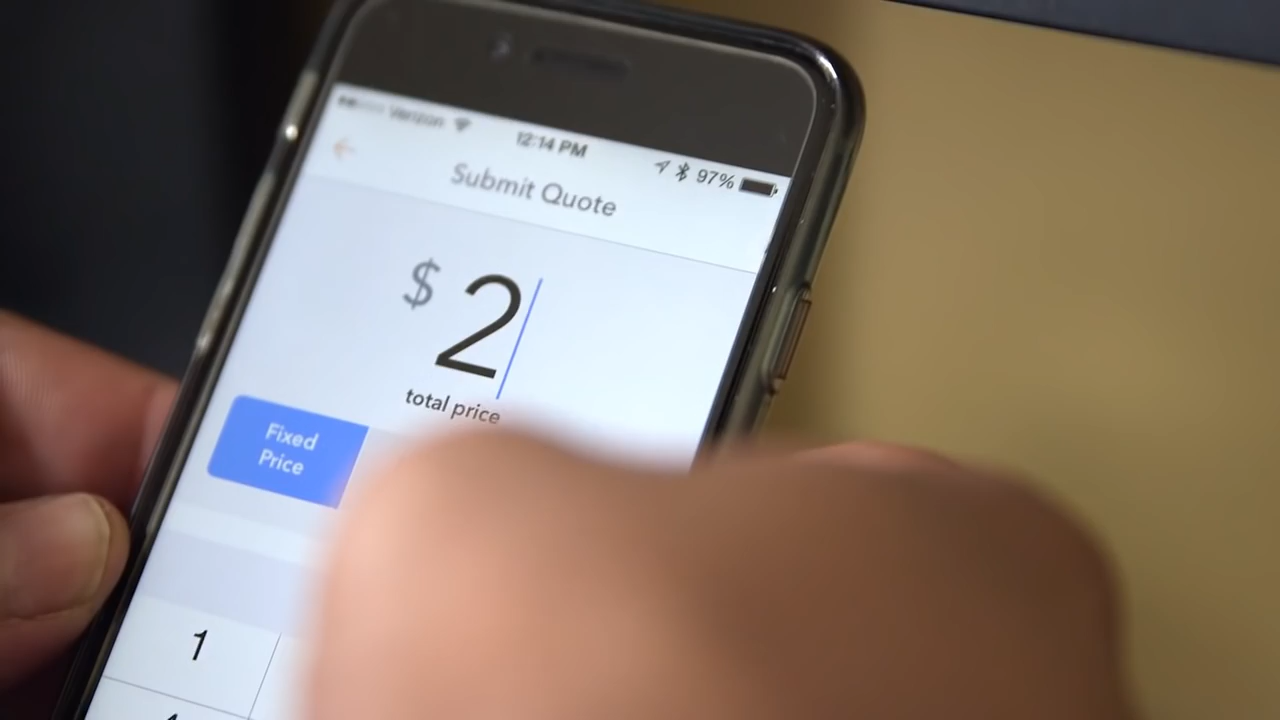 Verizon 12:14 PM 97%
Submit Quote
$2
total price
Fixed
Price
1